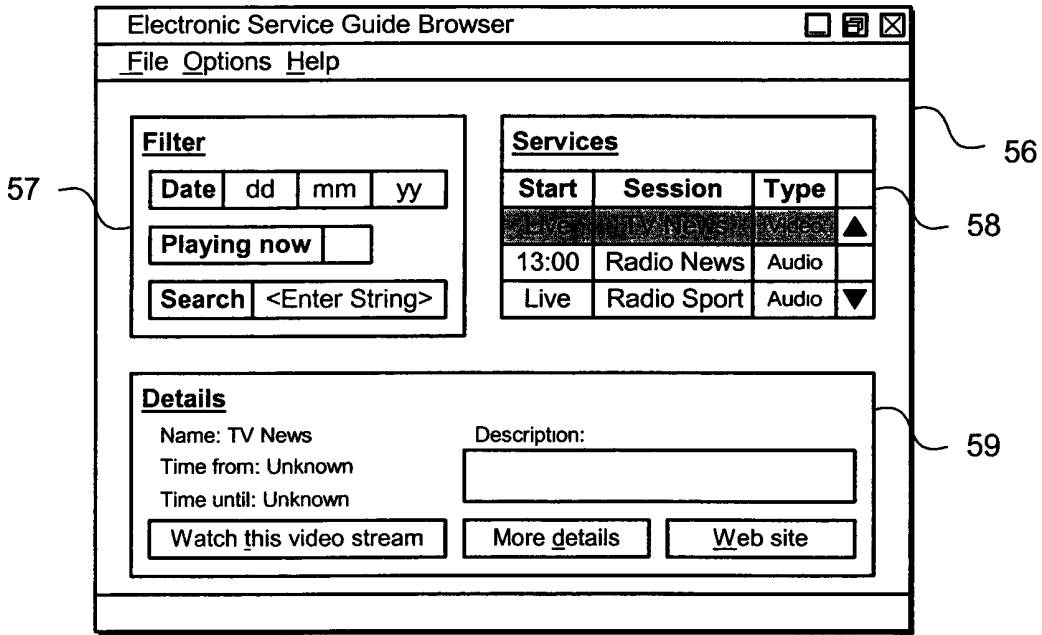 Electronic Service Guide Browser
File Options Help
56
57
Filter
Date dd mm yy
Playing now
Search <Enter String>
Services
Start Session Type
Live TV News Video
13:00 Radio News Audio
Live Radio Sport Audio
58
Details
Name: TV News
Time from: Unknown
Time until: Unknown
Description:
Watch this video stream More details Web site
59